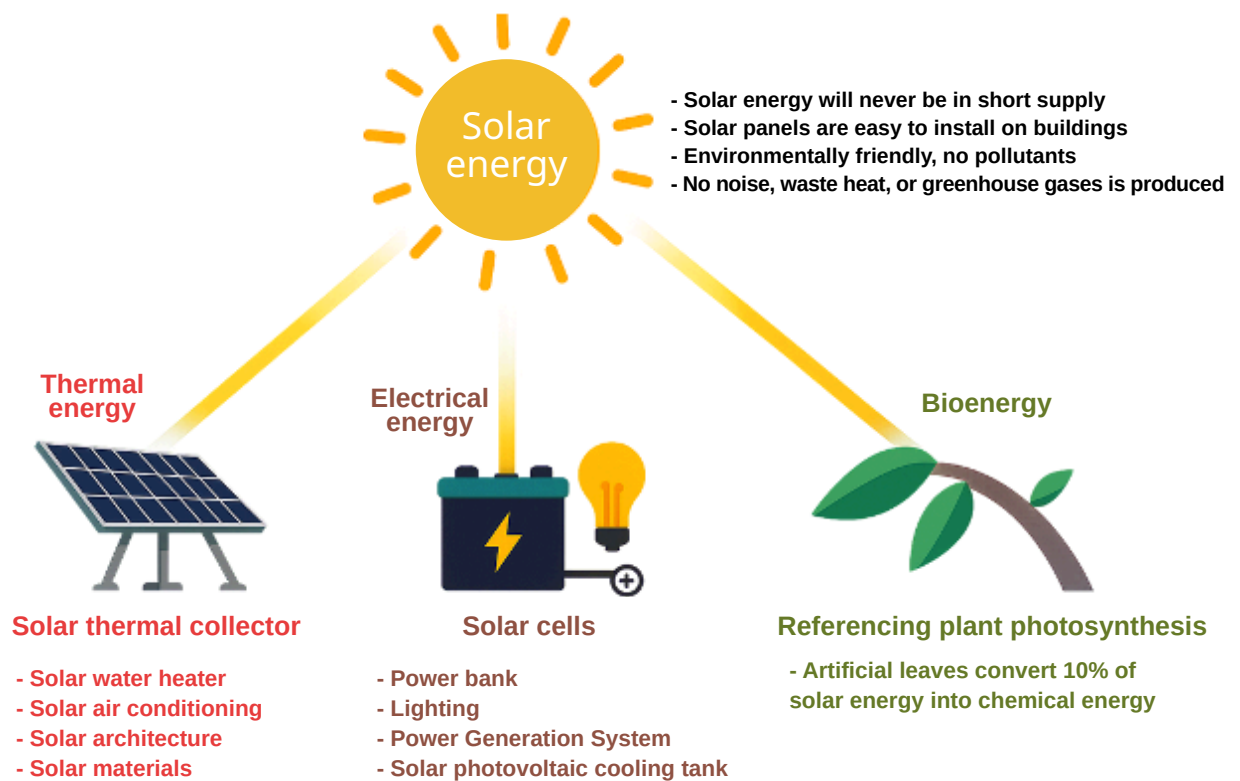 Solar
energy
- Solar energy will never be in short supply
- Solar panels are easy to install on buildings
- Environmentally friendly, no pollutants
- No noise, waste heat, or greenhouse gases is produced
Thermal
energy
Electrical
energy
Bioenergy
Solar thermal collector
- Solar water heater
- Solar air conditioning
- Solar architecture
- Solar materials
Solar cells
- Power bank
- Lighting
- Power Generation System
- Solar photovoltaic cooling tank
Referencing plant photosynthesis
- Artificial leaves convert 10% of
solar energy into chemical energy